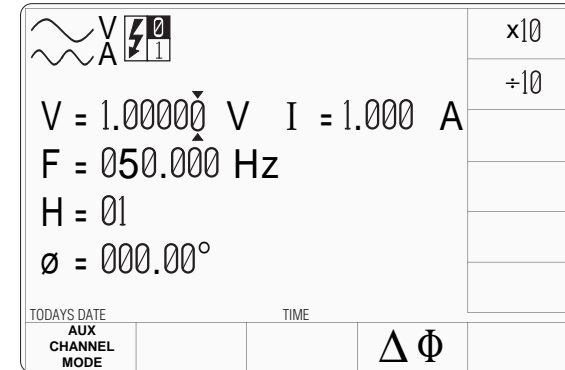 V
A
0
1
x10
÷10
V = 1.00000 V I = 1.000 A
F = 050.000 Hz
H = 01
ø = 000.00°
TODAYS DATE TIME
AUX
CHANNEL
MODE
Δ Φ